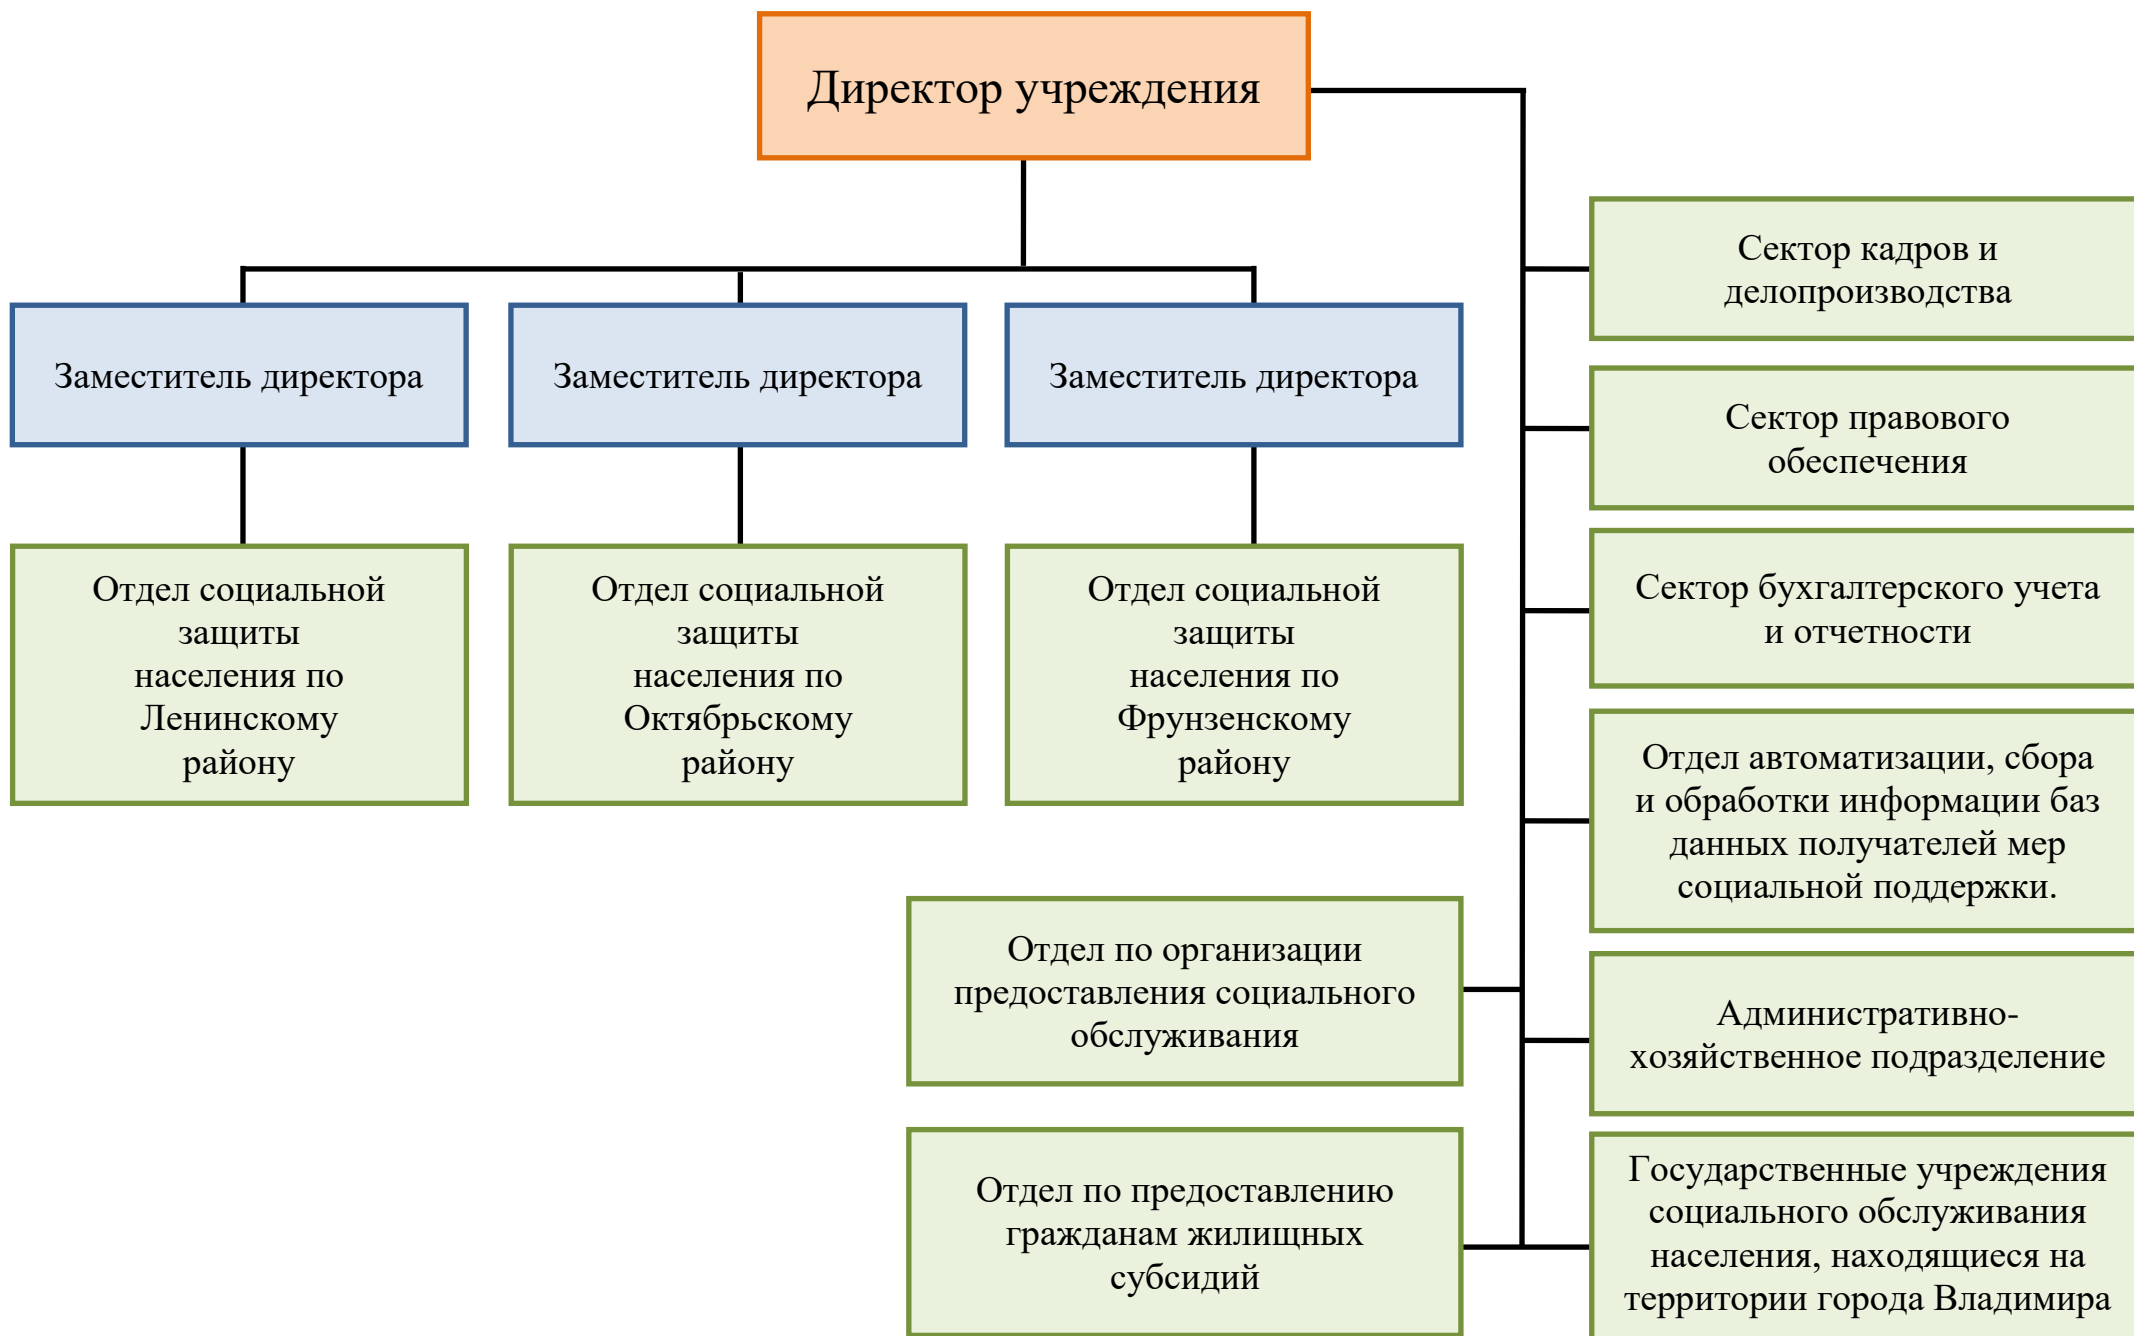 Директор учреждения
Заместитель директора
Заместитель директора
Заместитель директора
Отдел социальной
защиты
населения по
Ленинскому
району
Отдел социальной
защиты
населения по
Октябрьскому
району
Отдел социальной
защиты
населения по
Фрунзенскому
району
Сектор кадров и
делопроизводства
Сектор правового
обеспечения
Сектор бухгалтерского учета
и отчетности
Отдел автоматизации, сбора
и обработки информации баз
данных получателей мер
социальной поддержки.
Отдел по организации
предоставления социального
обслуживания
Административно-
хозяйственное подразделение
Отдел по предоставлению
гражданам жилищных
субсидий
Государственные учреждения
социального обслуживания
населения, находящиеся на
территории города Владимира